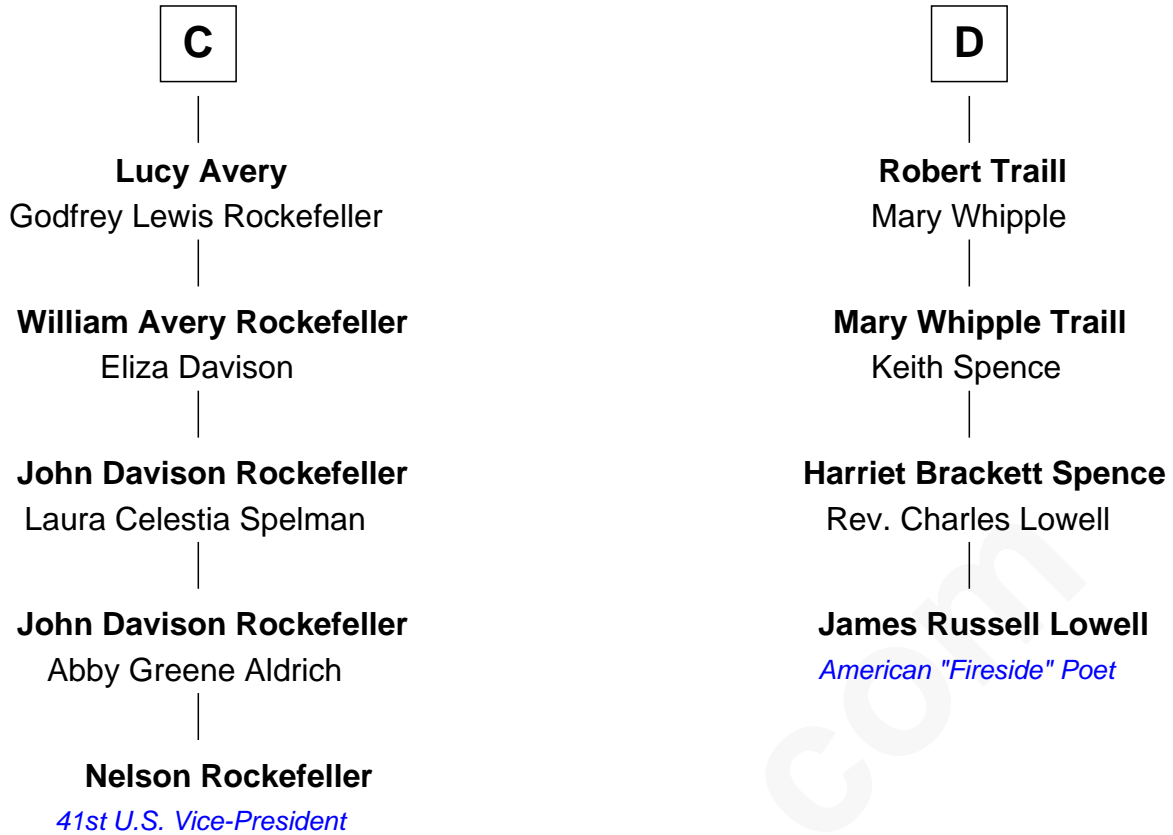 C
Lucy Avery
Godfrey Lewis Rockefeller
William Avery Rockefeller
Eliza Davison
John Davison Rockefeller
Laura Celestia Spelman
John Davison Rockefeller
Abby Greene Aldrich
Nelson Rockefeller
41st U.S. Vice-President
D
Robert Traill
Mary Whipple
Mary Whipple Traill
Keith Spence
Harriet Brackett Spence
Rev. Charles Lowell
James Russell Lowell
American "Fireside" Poet
com